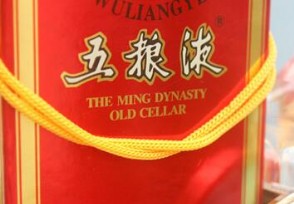 WULIANGYE
五粮液
®
THE MING DYNASTY
OLD CELLAR